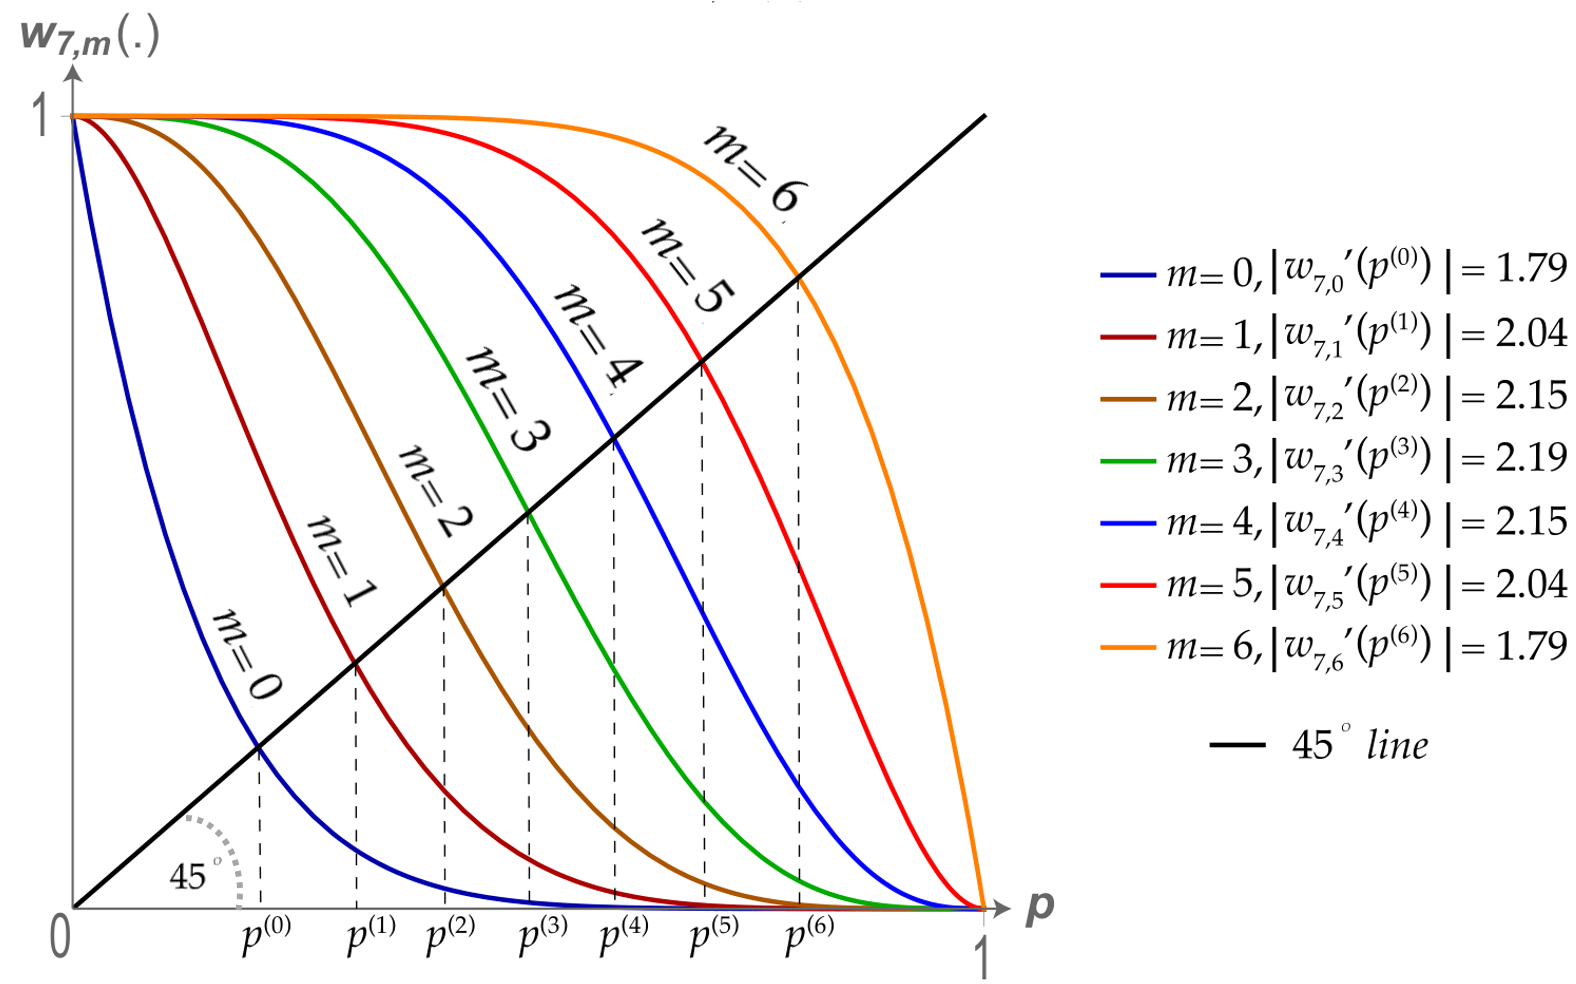 w7,m(.)
1
m= 6
m= 5
m= 4
m= 3
m= 2
m= 1
m= 0
45°
0
p(0) p(1) p(2) p(3) p(4) p(5) p(6)
p
1
m= 0, | w7,0′(p(0)) | = 1.79
m= 1, | w7,1′(p(1)) | = 2.04
m= 2, | w7,2′(p(2)) | = 2.15
m= 3, | w7,3′(p(3)) | = 2.19
m= 4, | w7,4′(p(4)) | = 2.15
m= 5, | w7,5′(p(5)) | = 2.04
m= 6, | w7,6′(p(6)) | = 1.79
45° line